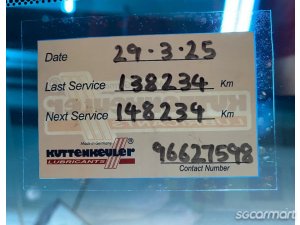 Date 29·3·25
Last Service 138234 Km
Next Service 148234 Km
Made in Germany
KUTTENKEULER ®
LUBRICANTS
96627598
Contact Number
sgcarmart